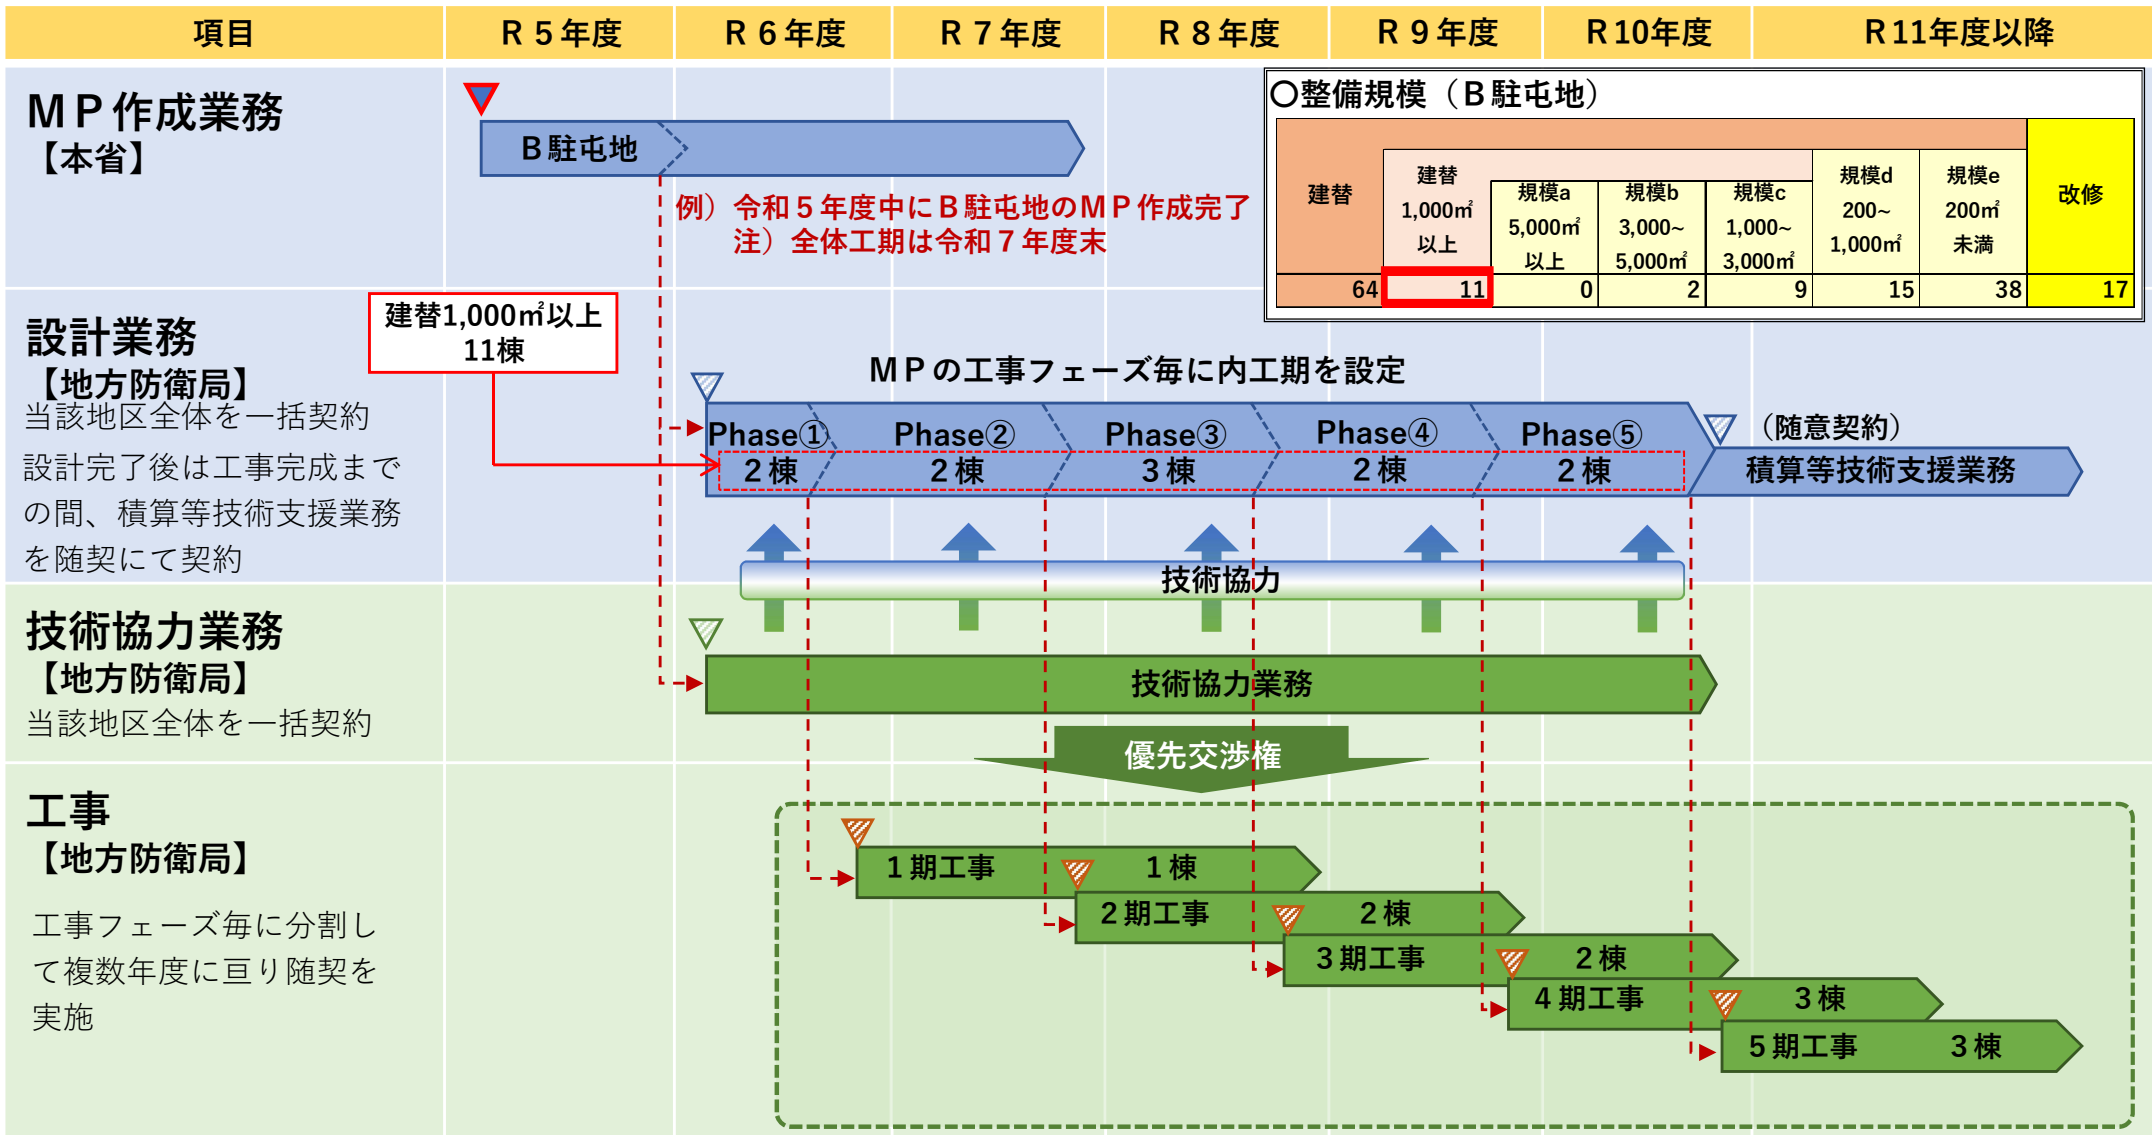 項目
R5年度
R6年度
R7年度
R8年度
R9年度
R10年度
R11年度以降
MP作成業務
【本省】
B駐屯地
例）令和5年度中にB駐屯地のMP作成完了
注）全体工期は令和7年度末
〇整備規模（B駐屯地）
建替
建替
1,000㎡
以上
規模a
5,000㎡
以上
規模b
3,000~
5,000㎡
規模c
1,000~
3,000㎡
規模d
200~
1,000㎡
規模e
200㎡
未満
改修
64
11
0
2
9
15
38
17
設計業務
【地方防衛局】
当該地区全体を一括契約
設計完了後は工事完成まで
の間、積算等技術支援業務
を随契にて契約
建替1,000㎡以上
11棟
MPの工事フェーズ毎に内工期を設定
Phase①
2棟
Phase②
2棟
Phase③
3棟
Phase④
2棟
Phase⑤
2棟
（随意契約）
積算等技術支援業務
技術協力
技術協力業務
【地方防衛局】
当該地区全体を一括契約
技術協力業務
優先交渉権
工事
【地方防衛局】
工事フェーズ毎に分割し
て複数年度に亘り随契を
実施
1期工事
1棟
2期工事
2棟
3期工事
2棟
4期工事
3棟
5期工事
3棟